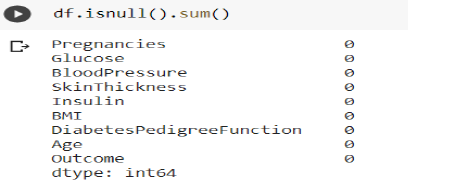 df.isnull().sum()
Pregnancies 0
Glucose 0
BloodPressure 0
SkinThickness 0
Insulin 0
BMI 0
DiabetesPedigreeFunction 0
Age 0
Outcome 0
dtype: int64